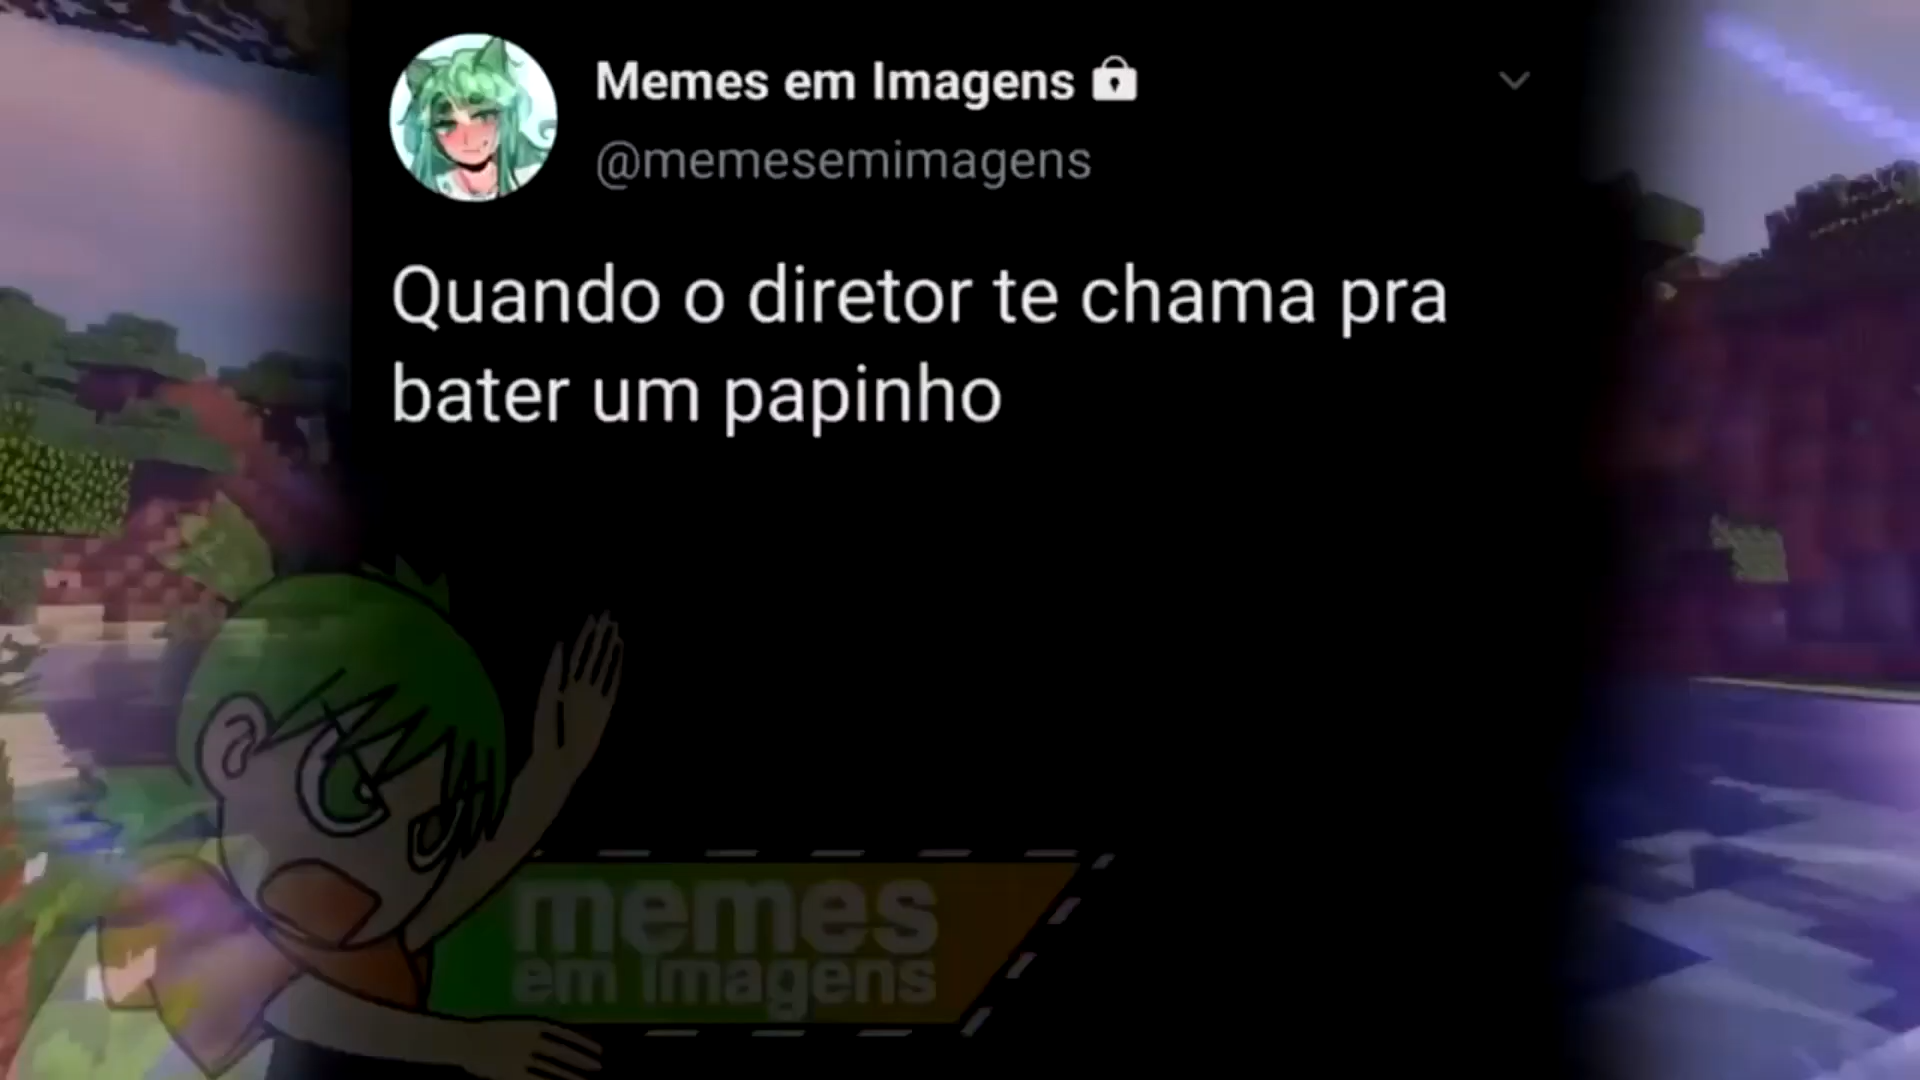 Memes em Imagens
@memesemimagens
Quando o diretor te chama pra
bater um papinho
memes
em imagens